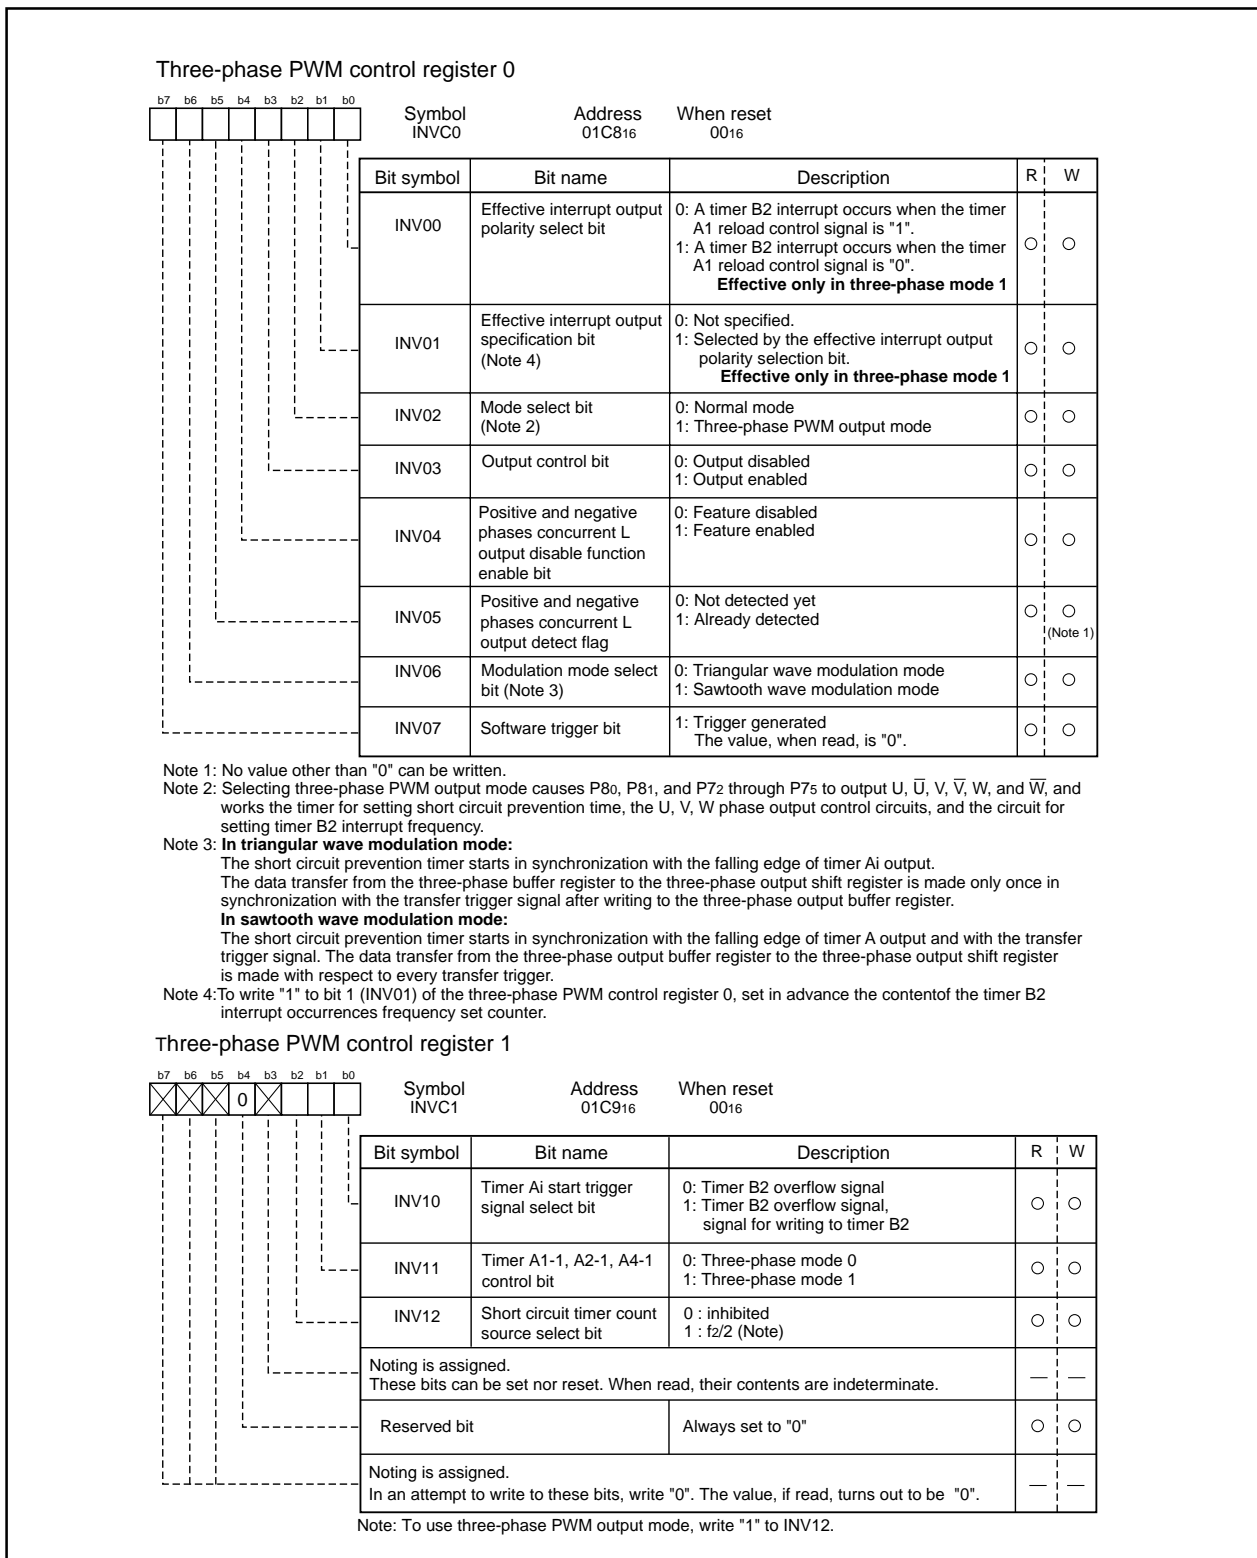 Three-phase PWM control register 0
b7 b6 b5 b4 b3 b2 b1 b0
Symbol Address When reset
INVC0 01C816 0016
Bit symbol Bit name Description R W
INV00 Effective interrupt output polarity select bit 0: A timer B2 interrupt occurs when the timer
A1 reload control signal is "1".
1: A timer B2 interrupt occurs when the timer
A1 reload control signal is "0".
Effective only in three-phase mode 1
INV01 Effective interrupt output specification bit (Note 4) 0: Not specified.
1: Selected by the effective interrupt output
polarity selection bit.
Effective only in three-phase mode 1
INV02 Mode select bit (Note 2) 0: Normal mode
1: Three-phase PWM output mode
INV03 Output control bit 0: Output disabled
1: Output enabled
INV04 Positive and negative phases concurrent L output disable function enable bit 0: Feature disabled
1: Feature enabled
INV05 Positive and negative phases concurrent L output detect flag 0: Not detected yet
1: Already detected
(Note 1)
INV06 Modulation mode select bit (Note 3) 0: Triangular wave modulation mode
1: Sawtooth wave modulation mode
INV07 Software trigger bit 1: Trigger generated
The value, when read, is "0".
Note 1: No value other than "0" can be written.
Note 2: Selecting three-phase PWM output mode causes P80, P81, and P72 through P75 to output U, U̅, V, V̅, W, and W̅, and
works the timer for setting short circuit prevention time, the U, V, W phase output control circuits, and the circuit for
setting timer B2 interrupt frequency.
Note 3: In triangular wave modulation mode:
The short circuit prevention timer starts in synchronization with the falling edge of timer Ai output.
The data transfer from the three-phase buffer register to the three-phase output shift register is made only once in
synchronization with the transfer trigger signal after writing to the three-phase output buffer register.
In sawtooth wave modulation mode:
The short circuit prevention timer starts in synchronization with the falling edge of timer A output and with the transfer
trigger signal. The data transfer from the three-phase output buffer register to the three-phase output shift register
is made with respect to every transfer trigger.
Note 4:To write "1" to bit 1 (INV01) of the three-phase PWM control register 0, set in advance the contentof the timer B2
interrupt occurrences frequency set counter.
Three-phase PWM control register 1
b7 b6 b5 b4 b3 b2 b1 b0
0
Symbol Address When reset
INVC1 01C916 0016
Bit symbol Bit name Description R W
INV10 Timer Ai start trigger signal select bit 0: Timer B2 overflow signal
1: Timer B2 overflow signal,
signal for writing to timer B2
INV11 Timer A1-1, A2-1, A4-1 control bit 0: Three-phase mode 0
1: Three-phase mode 1
INV12 Short circuit timer count source select bit 0 : inhibited
1 : f2/2 (Note)
Noting is assigned.
These bits can be set nor reset. When read, their contents are indeterminate.
— —
Reserved bit Always set to "0"
Noting is assigned.
In an attempt to write to these bits, write "0". The value, if read, turns out to be "0".
— —
Note: To use three-phase PWM output mode, write "1" to INV12.